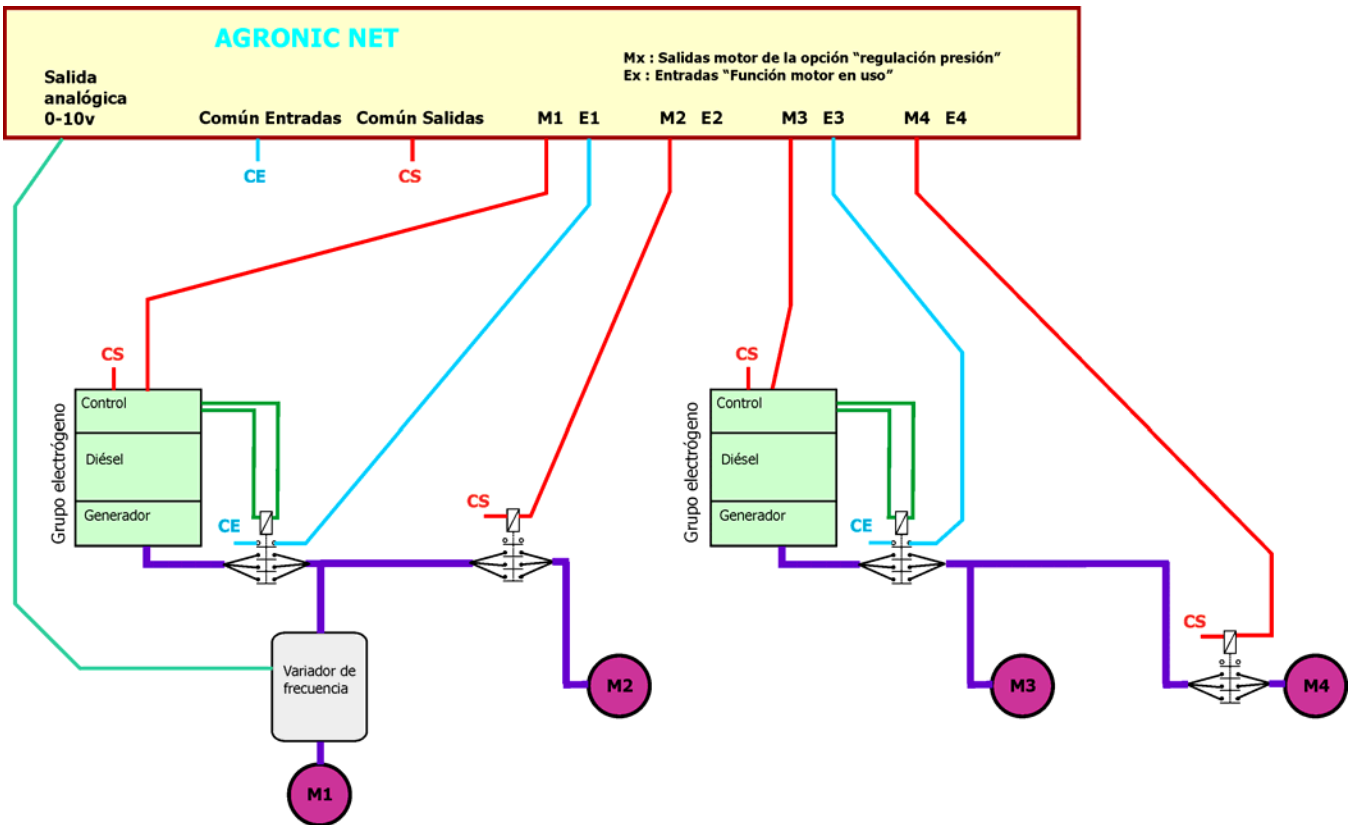 AGRONIC NET
Mx : Salidas motor de la opción “regulación presión”
Ex : Entradas “Función motor en uso”
Salida
analógica
0-10v
Común Entradas
Común Salidas
M1
E1
M2
E2
M3
E3
M4
E4
CE
CS
CS
Grupo electrógeno
Control
Diésel
Generador
CE
CS
CS
Grupo electrógeno
Control
Diésel
Generador
CE
CS
Variador de
frecuencia
M2
M3
M4
M1